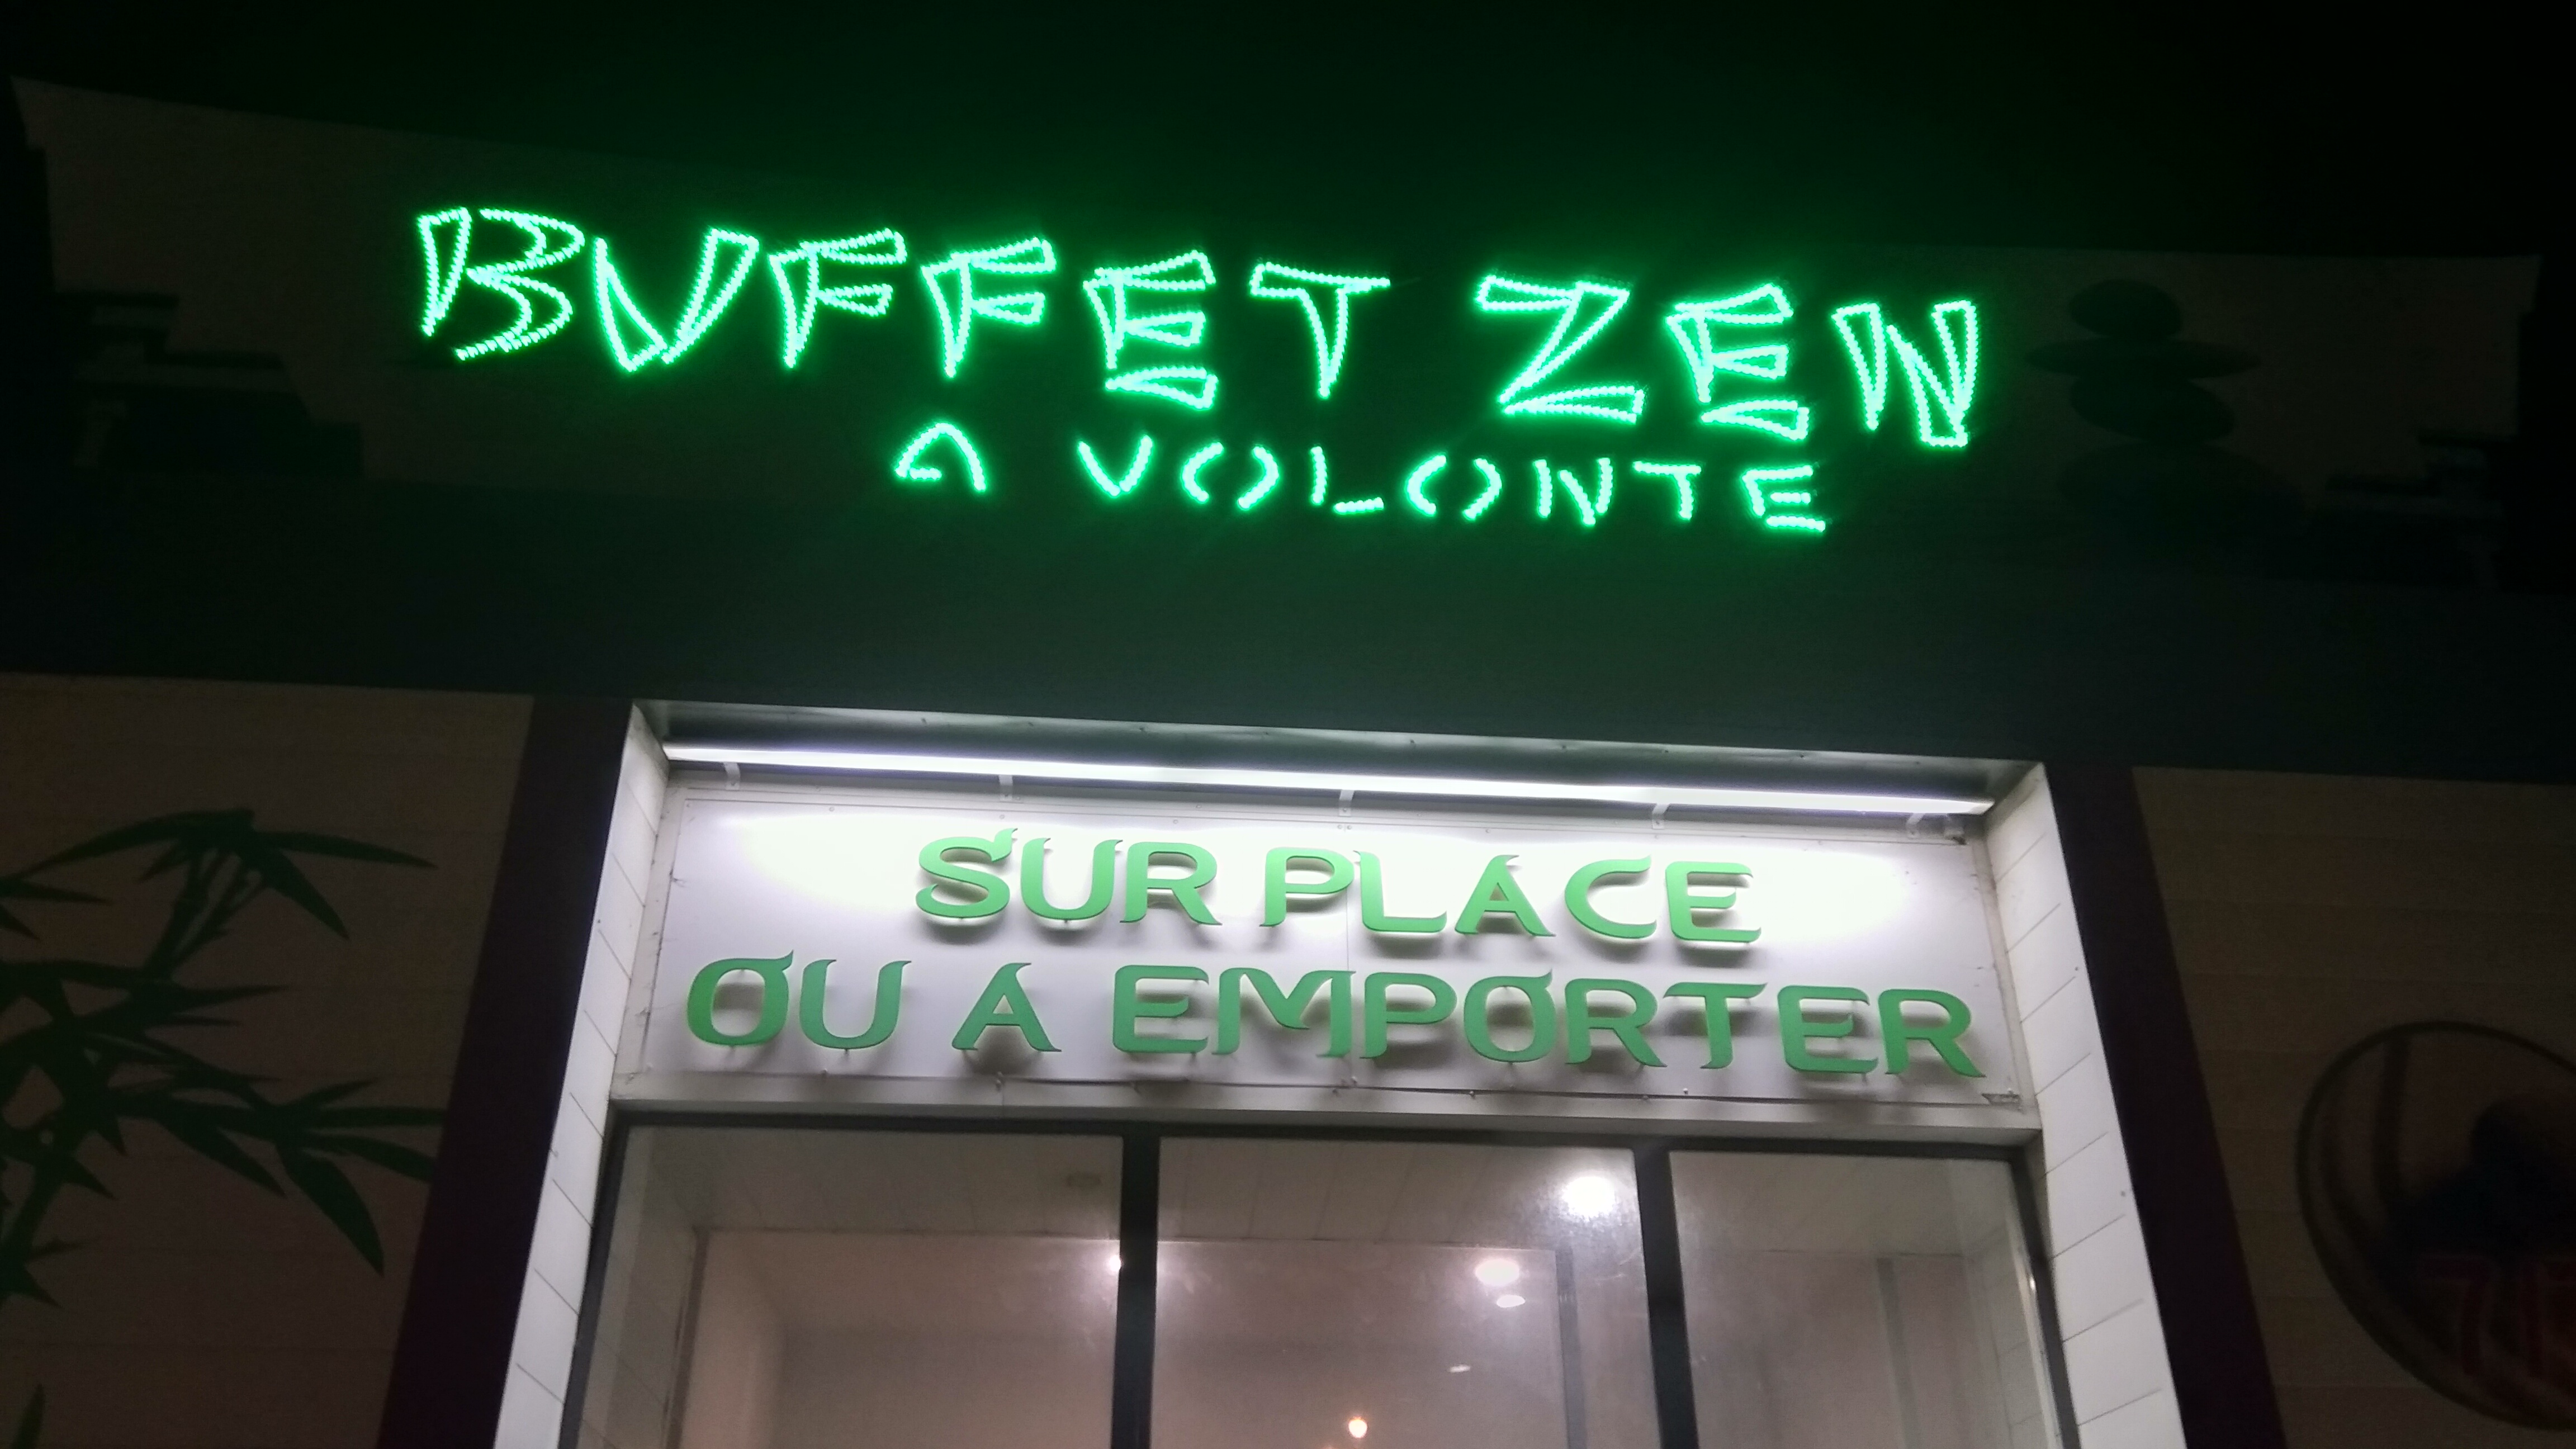 BUFFET ZEN
A VOLONTE
SUR PLACE
OU A EMPORTER